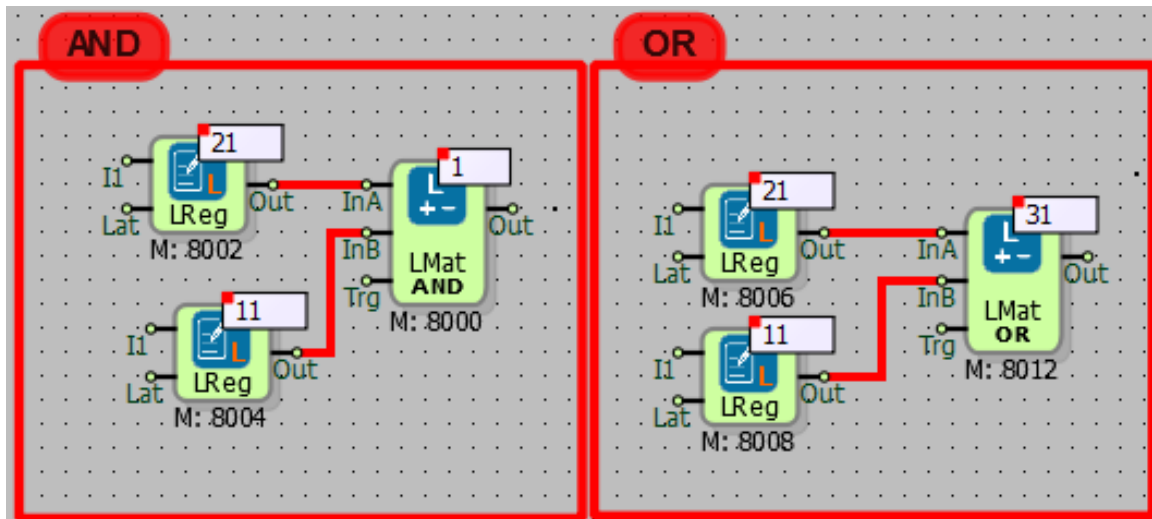 AND
21
I1
Lat
LReg
Out
M: 8002
11
I1
Lat
LReg
Out
M: 8004
1
L
InA
InB
Trg
Out
LMat
AND
M: 8000
OR
21
I1
Lat
L
LReg
Out
M: 8006
11
I1
Lat
L
LReg
Out
M: 8008
31
L
InA
InB
Trg
Out
LMat
OR
M: 8012